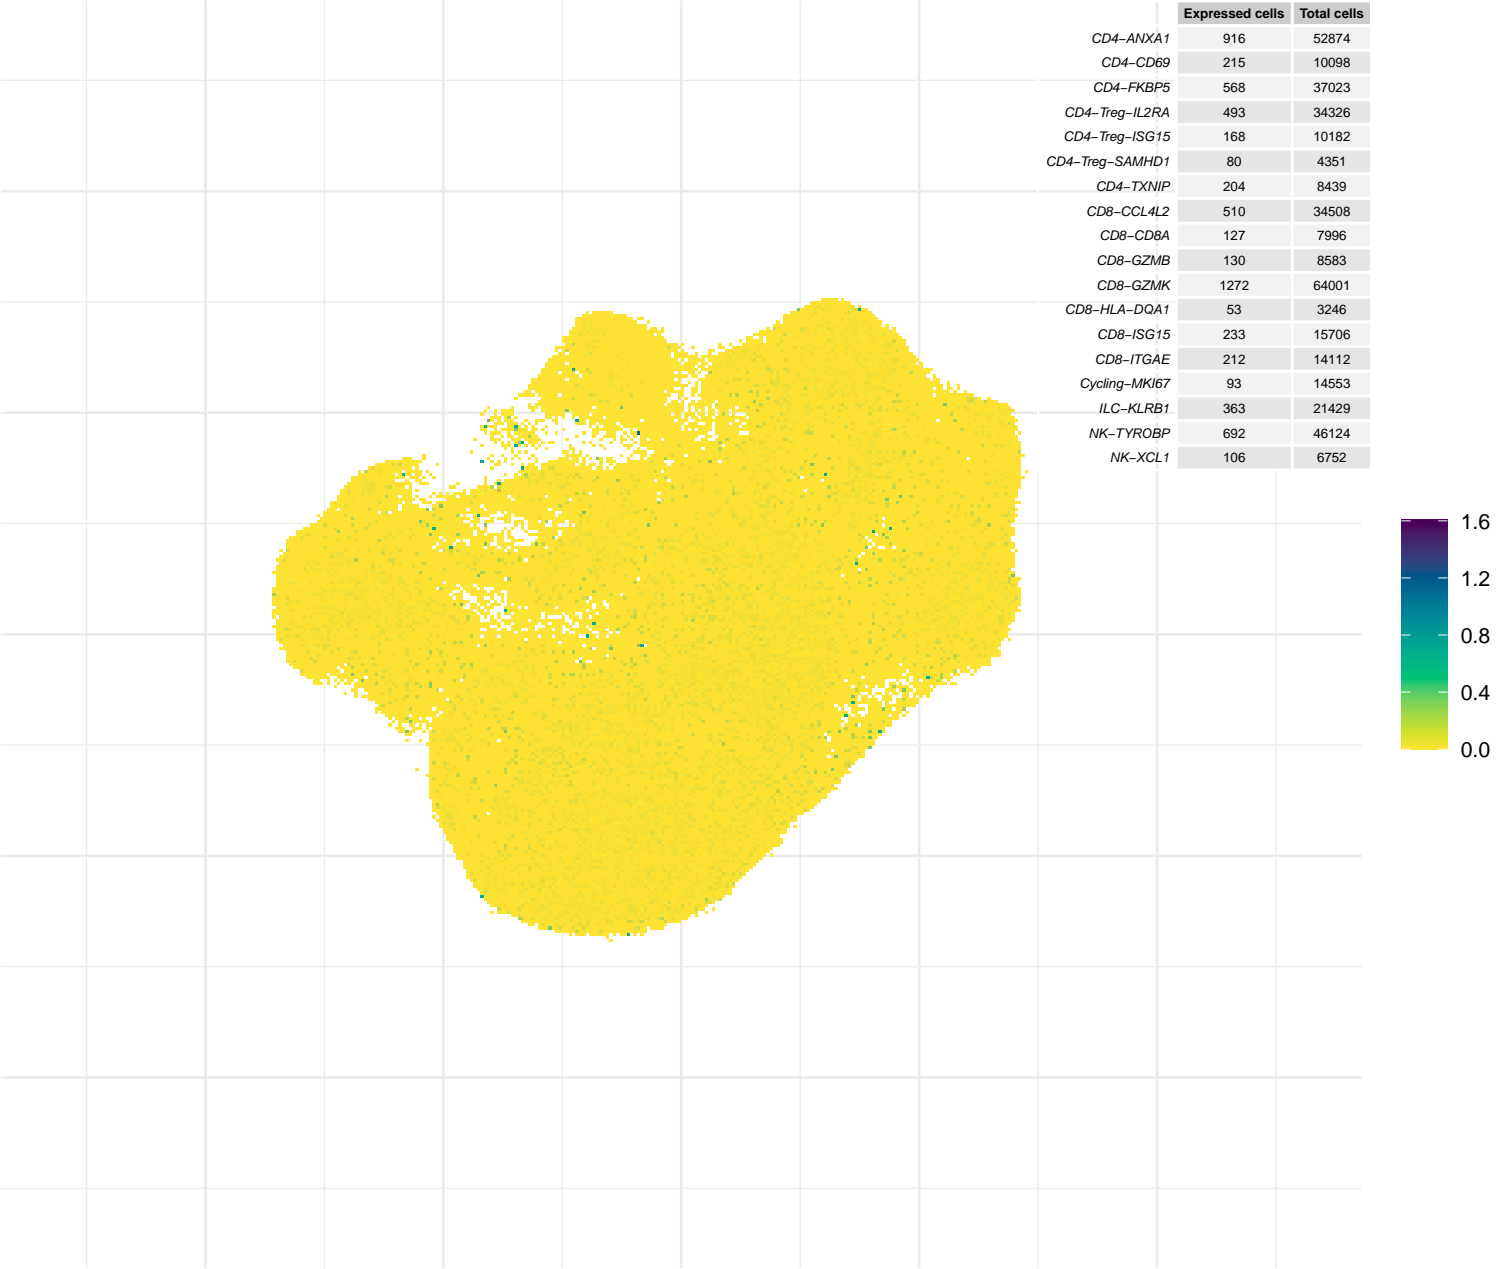 Expressed cells Total cells
CD4−ANXA1 916 52874
CD4−CD69 215 10098
CD4−FKBP5 568 37023
CD4−Treg−IL2RA 493 34326
CD4−Treg−ISG15 168 10182
CD4−Treg−SAMHD1 80 4351
CD4−TXNIP 204 8439
CD8−CCL4L2 510 34508
CD8−CD8A 127 7996
CD8−GZMB 130 8583
CD8−GZMK 1272 64001
CD8−HLA−DQA1 53 3246
CD8−ISG15 233 15706
CD8−ITGAE 212 14112
Cycling−MKI67 93 14553
ILC−KLRB1 363 21429
NK−TYROBP 692 46124
NK−XCL1 106 6752
1.6
1.2
0.8
0.4
0.0